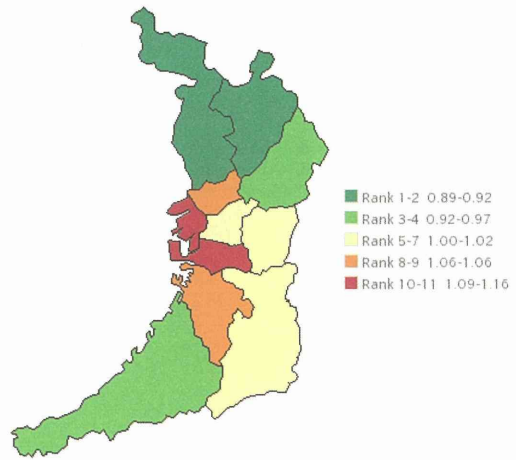 Rank 1-2 0.89-0.92
Rank 3-4 0.92-0.97
Rank 5-7 1.00-1.02
Rank 8-9 1.06-1.06
Rank 10-11 1.09-1.16